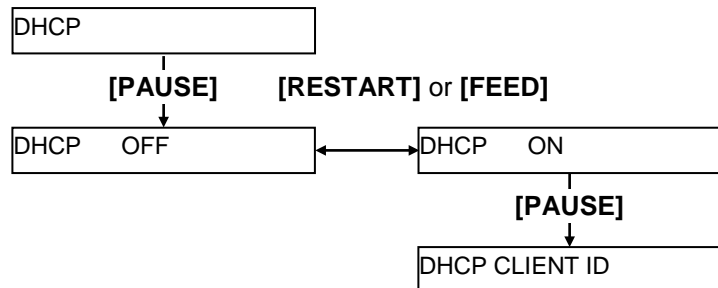 DHCP
[PAUSE] [RESTART] or [FEED]
DHCP OFF
DHCP ON
[PAUSE]
DHCP CLIENT ID